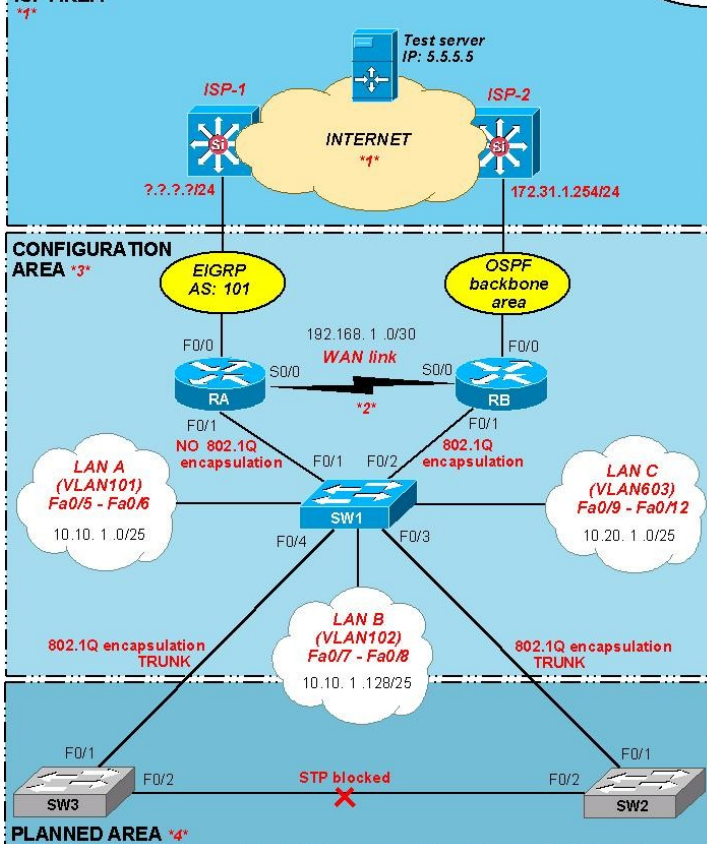 *1*
Test server
IP: 5.5.5.5
ISP-1
ISP-2
Si
INTERNET
*1*
Si
?.?.?.?/24
172.31.1.254/24
CONFIGURATION
AREA *3*
EIGRP
AS: 101
OSPF
backbone
area
F0/0
192.168. 1 .0/30
WAN link
F0/0
S0/0
S0/0
RA
*2*
RB
F0/1
F0/1
NO 802.1Q
encapsulation
802.1Q
encapsulation
F0/1
F0/2
LAN A
(VLAN101)
Fa0/5 - Fa0/6
10.10. 1 .0/25
LAN C
(VLAN603)
Fa0/9 - Fa0/12
10.20. 1 .0/25
SW1
F0/4
F0/3
LAN B
(VLAN102)
Fa0/7 - Fa0/8
10.10. 1 .128/25
802.1Q encapsulation
TRUNK
802.1Q encapsulation
TRUNK
F0/1
F0/1
F0/2
STP blocked
F0/2
SW3
SW2
PLANNED AREA *4*